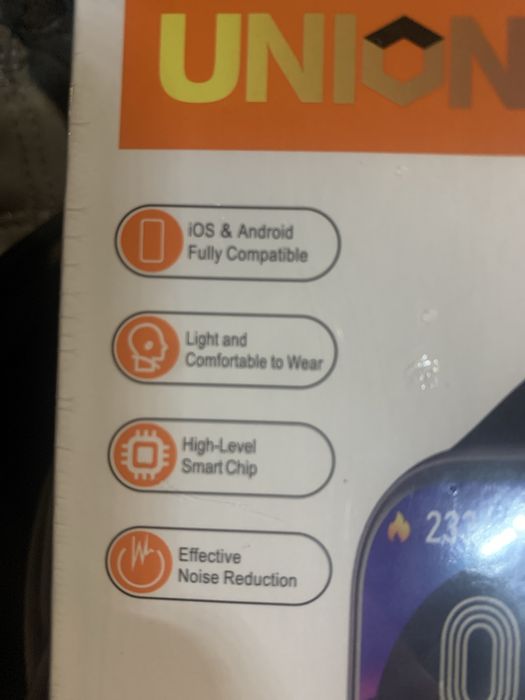 UNION
iOS & Android
Fully Compatible
Light and
Comfortable to Wear
High-Level
Smart Chip
Effective
Noise Reduction